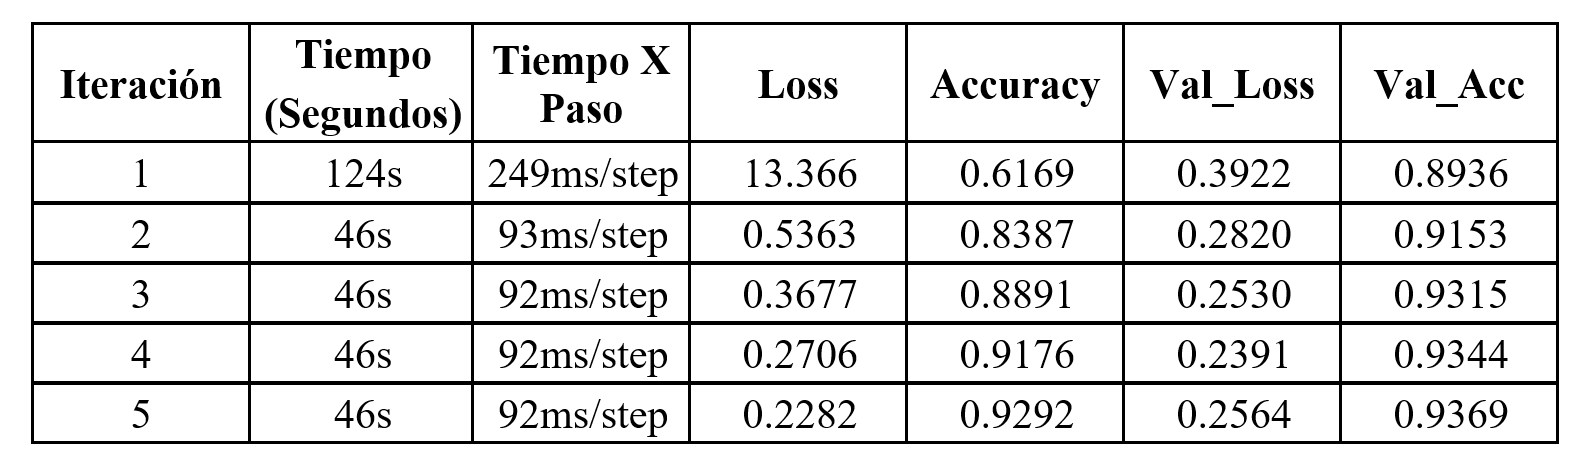 Iteración Tiempo (Segundos) Tiempo X Paso Loss Accuracy Val_Loss Val_Acc
1 124s 249ms/step 13.366 0.6169 0.3922 0.8936
2 46s 93ms/step 0.5363 0.8387 0.2820 0.9153
3 46s 92ms/step 0.3677 0.8891 0.2530 0.9315
4 46s 92ms/step 0.2706 0.9176 0.2391 0.9344
5 46s 92ms/step 0.2282 0.9292 0.2564 0.9369